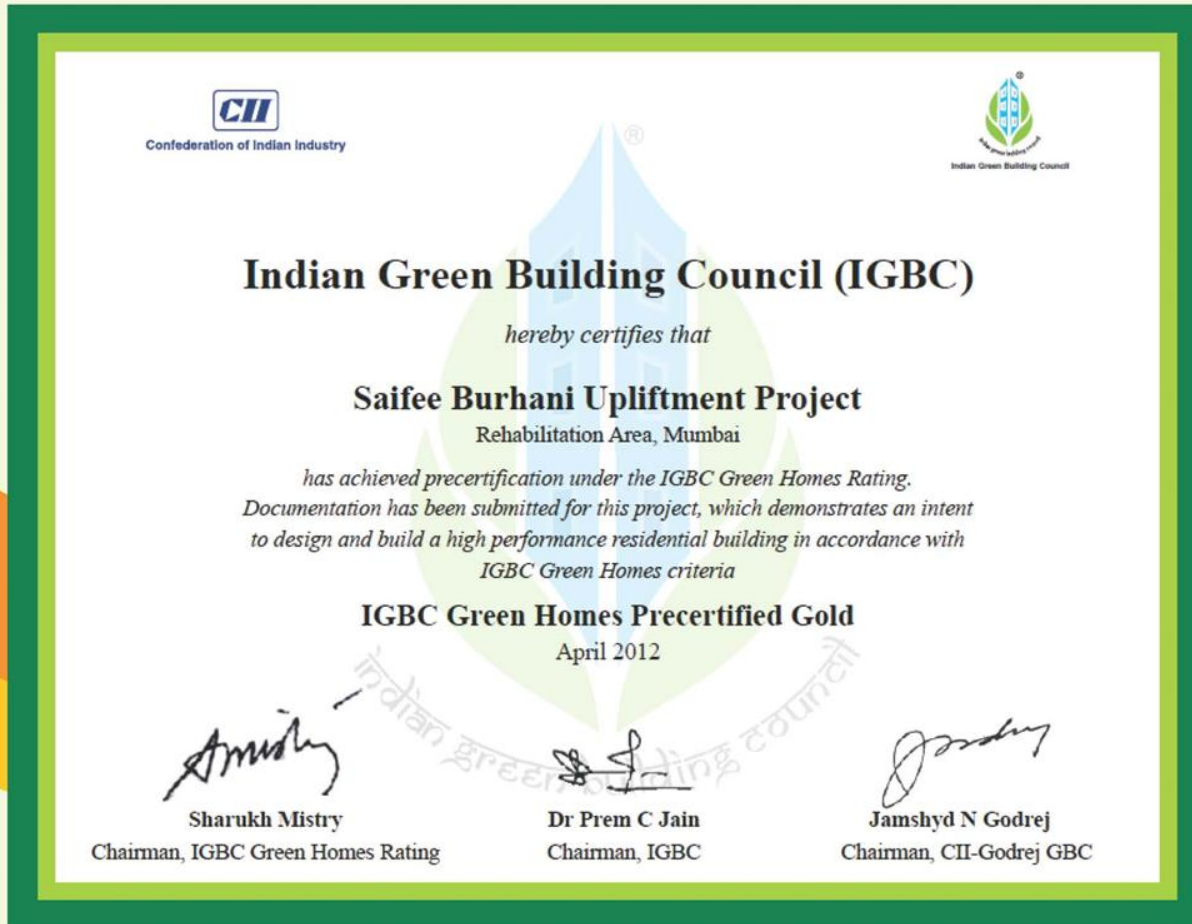 CII
Confederation of Indian Industry
®
indian green building council
Indian Green Building Council
®
Indian Green Building Council (IGBC)
hereby certifies that
Saifee Burhani Upliftment Project
Rehabilitation Area, Mumbai
has achieved precertification under the IGBC Green Homes Rating.
Documentation has been submitted for this project, which demonstrates an intent
to design and build a high performance residential building in accordance with
IGBC Green Homes criteria
IGBC Green Homes Precertified Gold
April 2012
indian green building council
Sharukh Mistry
Chairman, IGBC Green Homes Rating
Dr Prem C Jain
Chairman, IGBC
Jamshyd N Godrej
Chairman, CII-Godrej GBC